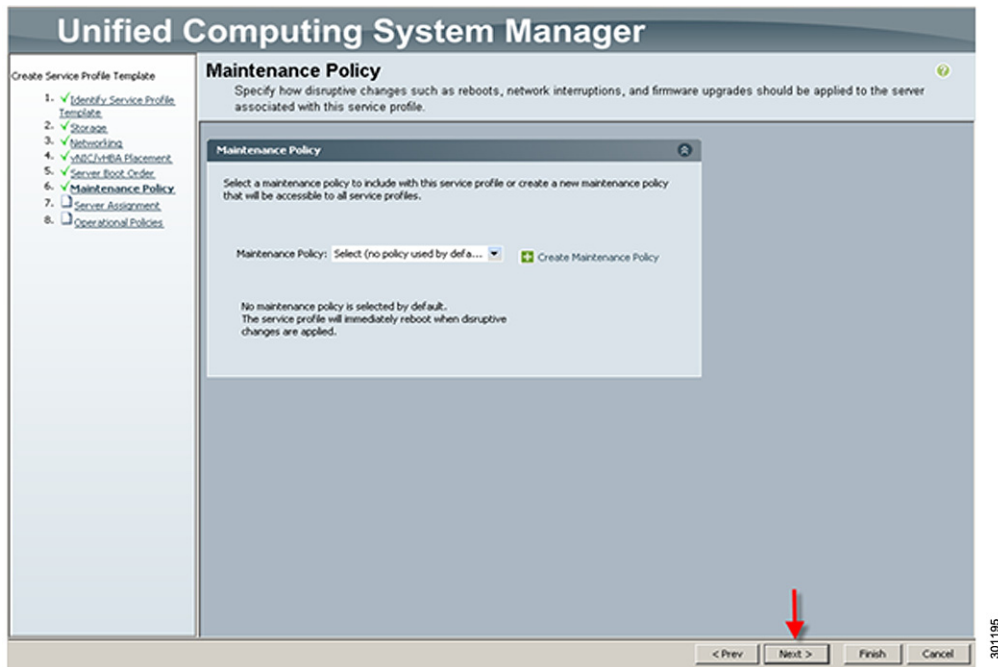 Unified Computing System Manager
Create Service Profile Template
1. Identify Service Profile
Template
2. Storage
3. Networking
4. vNIC/vHBA Placement
5. Server Boot Order
6. Maintenance Policy
7. Server Assignment
8. Operational Policies
Maintenance Policy
Specify how disruptive changes such as reboots, network interruptions, and firmware upgrades should be applied to the server
associated with this service profile.
Maintenance Policy
Select a maintenance policy to include with this service profile or create a new maintenance policy
that will be accessible to all service profiles.
Maintenance Policy: Select (no policy used by defa... Create Maintenance Policy
No maintenance policy is selected by default.
The service profile will immediately reboot when disruptive
changes are applied.
< Prev Next > Finish Cancel
301195